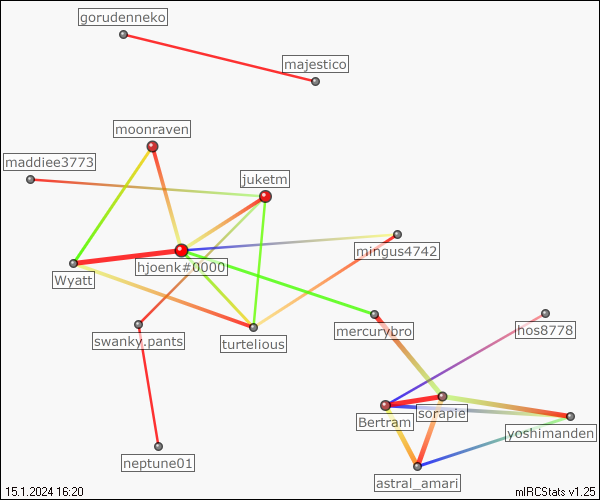 gorudenneko
majestico
moonraven
maddiee3773
juketm
mingus4742
hjoenk#0000
Wyatt
mercurybro
hos8778
swanky.pants
turtelious
sorapie
Bertram
yoshimanden
neptune01
astral_amari
15.1.2024 16:20
mIRCStats v1.25